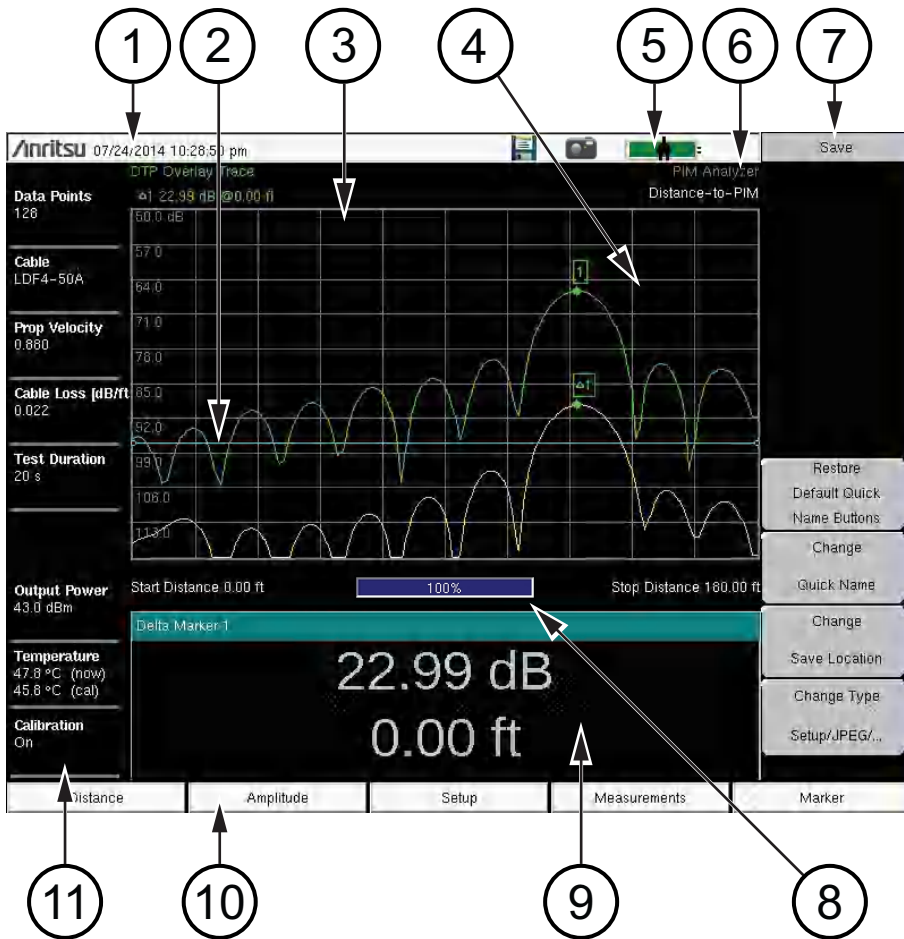 1 2 3 4 5 6 7
/Inritsu 07/24/2014 10:28:50 pm
Save
DTP Overlay Trace
PIM Analyzer
Δ1 22.99 dB @0.00 ft
Distance-to-PIM
Data Points
128
Cable
LDF4-50A
Prop Velocity
0.880
Cable Loss [dB/ft
0.022
Test Duration
20 s
Output Power
43.0 dBm
Temperature
47.8 °C (now)
45.8 °C (cal)
Calibration
On
50.0 dB
57.0
64.0
71.0
78.0
85.0
92.0
99.0
106.0
113.0
1
Δ1
Start Distance 0.00 ft
100%
Stop Distance 180.00 ft
Delta Marker 1
22.99 dB
0.00 ft
Restore
Default Quick
Name Buttons
Change
Quick Name
Change
Save Location
Change Type
Setup/JPEG/...
Distance
Amplitude
Setup
Measurements
Marker
11 10 9 8